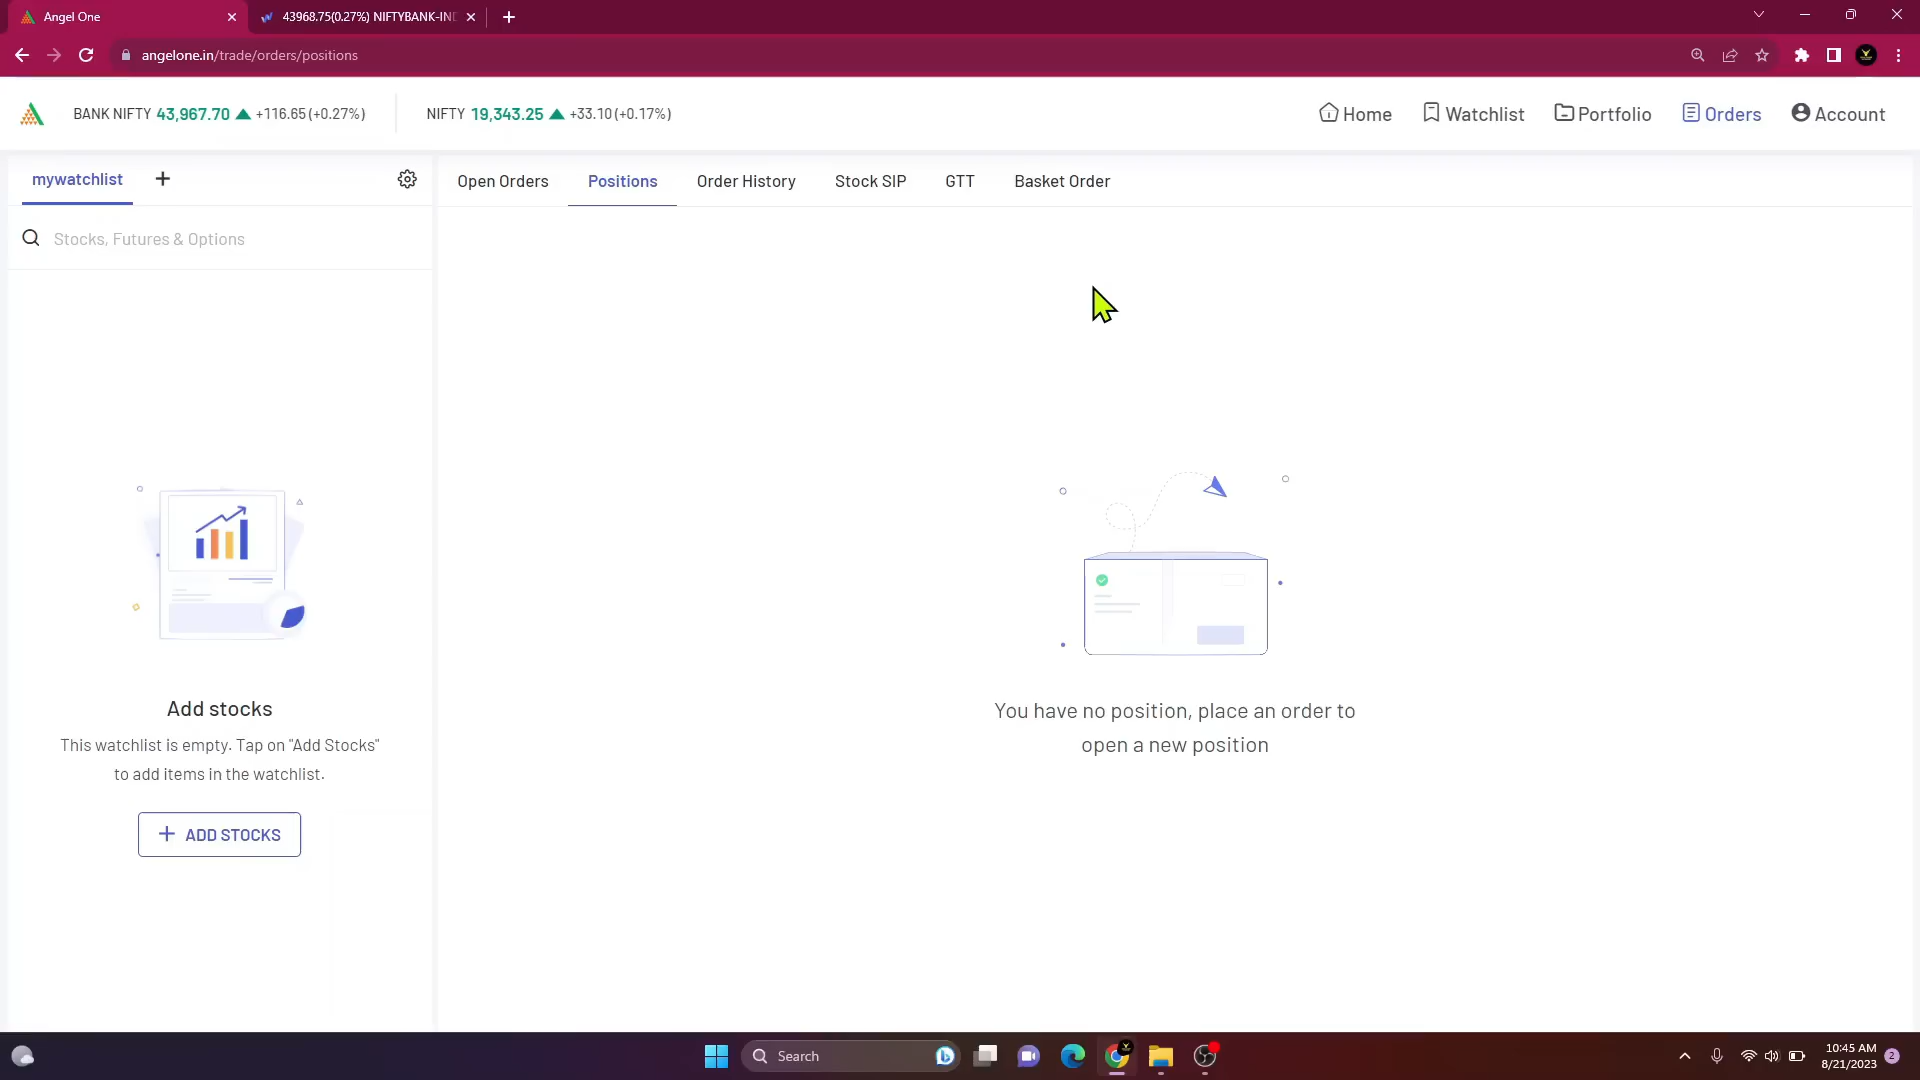 Angel One
43968.75(0.27%) NIFTYBANK-IND
angelone.in/trade/orders/positions
BANK NIFTY 43,967.70 +116.65(+0.27%)
NIFTY 19,343.25 +33.10(+0.17%)
Home
Watchlist
Portfolio
Orders
Account
mywatchlist
Open Orders
Positions
Order History
Stock SIP
GTT
Basket Order
Stocks, Futures & Options
Add stocks
This watchlist is empty. Tap on "Add Stocks"
to add items in the watchlist.
ADD STOCKS
You have no position, place an order to
open a new position
Search
10:45 AM
8/21/2023
2